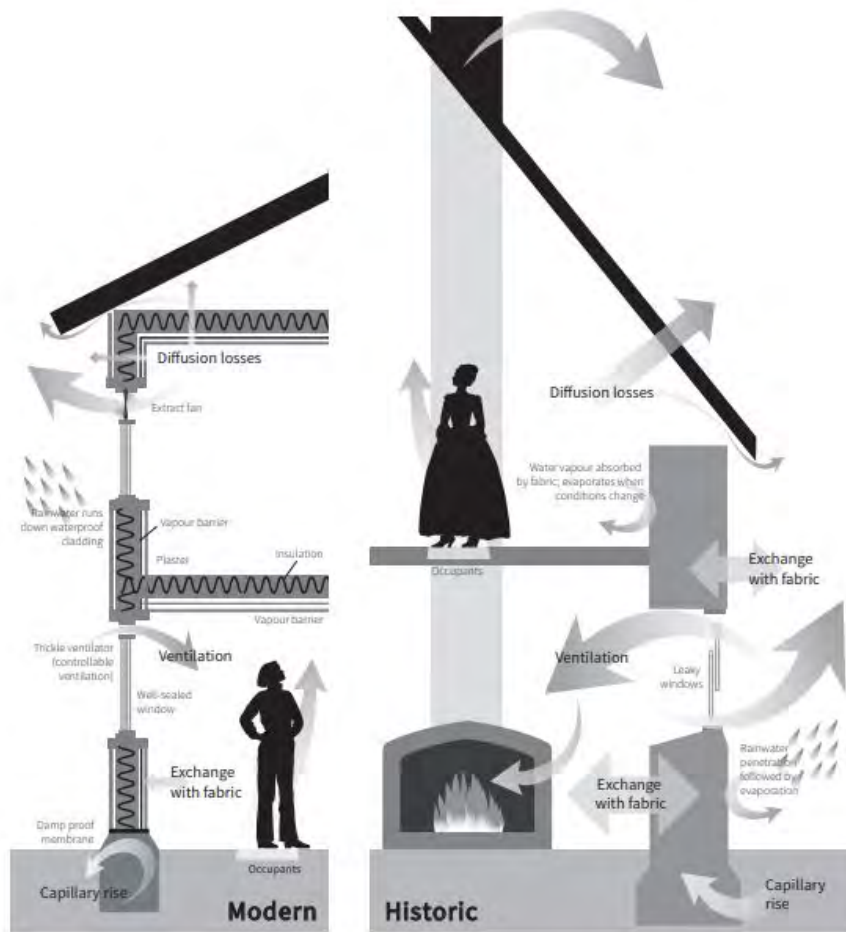 Diffusion losses
Extract fan
Rainwater runs
down waterproof
cladding
Vapour barrier
Plaster
Insulation
Vapour barrier
Trickle ventilator
(controllable
ventilation)
Ventilation
Well-sealed
window
Exchange
with fabric
Damp proof
membrane
Capillary rise
Occupants
Modern
Diffusion losses
Water vapour absorbed
by fabric; evaporates when
conditions change
Occupants
Exchange
with fabric
Ventilation
Leaky
windows
Rainwater
penetration
followed by
evaporation
Exchange
with fabric
Capillary
rise
Historic